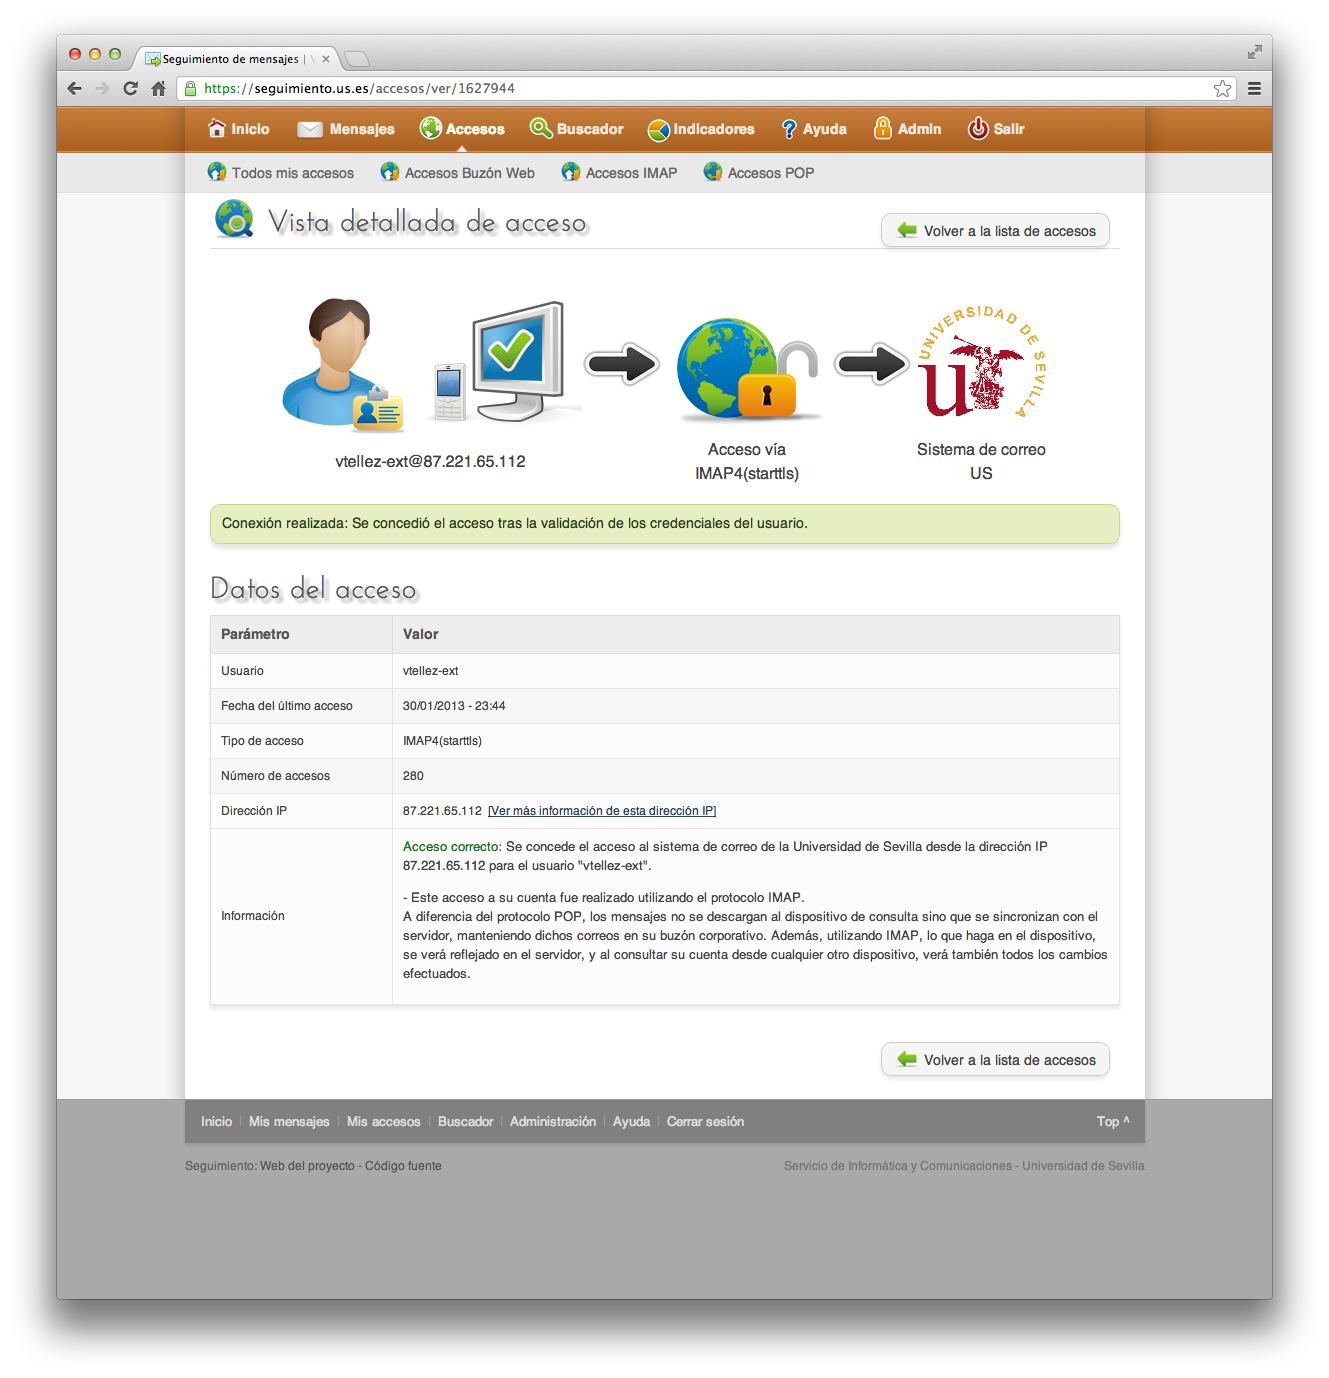 Seguimiento de mensajes |
https://seguimiento.us.es/accesos/ver/1627944
Inicio Mensajes Accesos Buscador Indicadores Ayuda Admin Salir
Todos mis accesos Accesos Buzón Web Accesos IMAP Accesos POP
Vista detallada de acceso
Volver a la lista de accesos
UNIVERSIDAD DE SEVILLA
vtellez-ext@87.221.65.112
Acceso vía
IMAP4(starttls)
Sistema de correo
US
Conexión realizada: Se concedió el acceso tras la validación de los credenciales del usuario.
Datos del acceso
Parámetro Valor
Usuario vtellez-ext
Fecha del último acceso 30/01/2013 - 23:44
Tipo de acceso IMAP4(starttls)
Número de accesos 280
Dirección IP 87.221.65.112 [Ver más información de esta dirección IP]
Información
Acceso correcto: Se concede el acceso al sistema de correo de la Universidad de Sevilla desde la dirección IP
87.221.65.112 para el usuario "vtellez-ext".
- Este acceso a su cuenta fue realizado utilizando el protocolo IMAP.
A diferencia del protocolo POP, los mensajes no se descargan al dispositivo de consulta sino que se sincronizan con el
servidor, manteniendo dichos correos en su buzón corporativo. Además, utilizando IMAP, lo que haga en el dispositivo,
se verá reflejado en el servidor, y al consultar su cuenta desde cualquier otro dispositivo, verá también todos los cambios
efectuados.
Volver a la lista de accesos
Inicio | Mis mensajes | Mis accesos | Buscador | Administración | Ayuda | Cerrar sesión Top ^
Seguimiento: Web del proyecto - Código fuente Servicio de Informática y Comunicaciones - Universidad de Sevilla